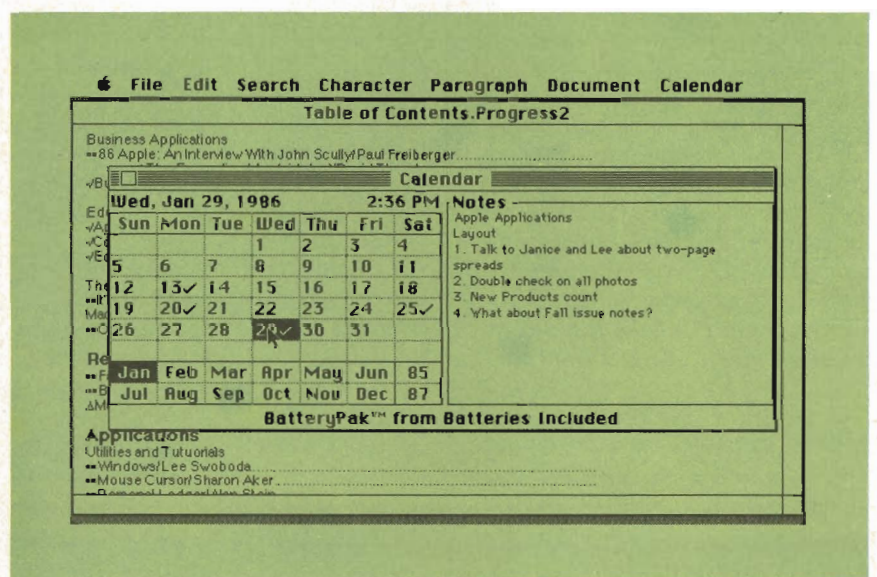 File Edit Search Character Paragraph Document Calendar
Table of Contents.Progress2
Business Applications
••86 Apple: An Interview With John Scully/Paul Freiberger
Calendar
Wed, Jan 29, 1986 2:36 PM
Sun Mon Tue Wed Thu Fri Sat
1 2 3 4
5 6 7 8 9 10 11
12 13✓ 14 15 16 17 18
19 20✓ 21 22 23 24 25✓
26 27 28 29✓ 30 31
Jan Feb Mar Apr May Jun 85
Jul Aug Sep Oct Nov Dec 87
Notes
Apple Applications
Layout
1. Talk to Janice and Lee about two-page
spreads
2. Double check on all photos
3. New Products count
4. What about Fall issue notes?
BatteryPak™ from Batteries Included
Applications
Utilities and Tutuorials
••Windows/Lee Swoboda
••Mouse Cursor/Sharon Aker